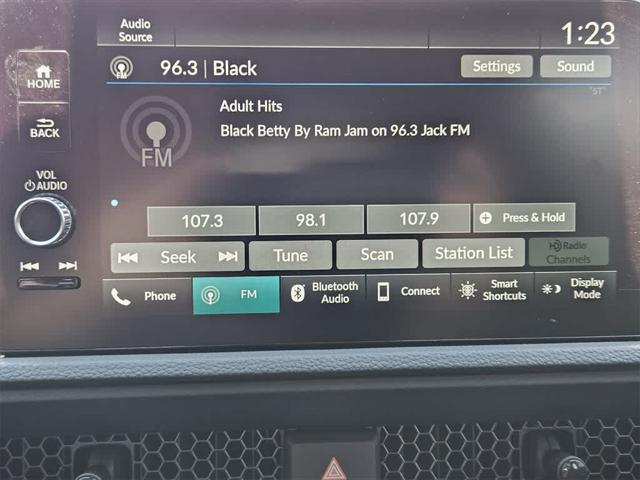 Audio
Source
1:23
HOME
FM
96.3 | Black
Settings
Sound
"ST"
Adult Hits
BACK
Black Betty By Ram Jam on 96.3 Jack FM
FM
VOL
AUDIO
107.3
98.1
107.9
Press & Hold
Seek
Tune
Scan
Station List
HD Radio
Channels
Phone
FM
Bluetooth
Audio
Connect
Smart
Shortcuts
Display
Mode